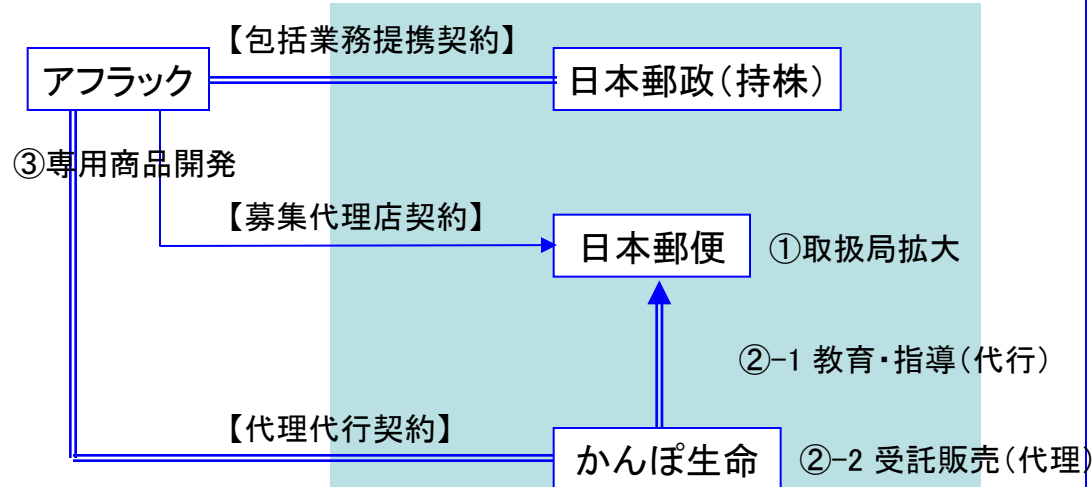 【包括業務提携契約】
アフラック
日本郵政(持株)
③専用商品開発
【募集代理店契約】
日本郵便
①取扱局拡大
②-1 教育・指導(代行)
【代理代行契約】
かんぽ生命
②-2 受託販売(代理)